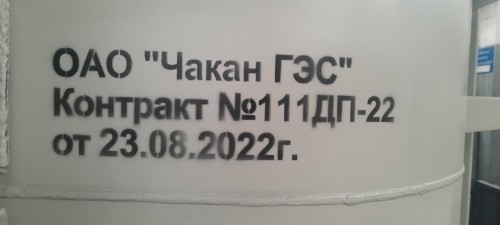 ОАО "Чакан ГЭС"
Контракт №111ДП-22
от 23.08.2022г.